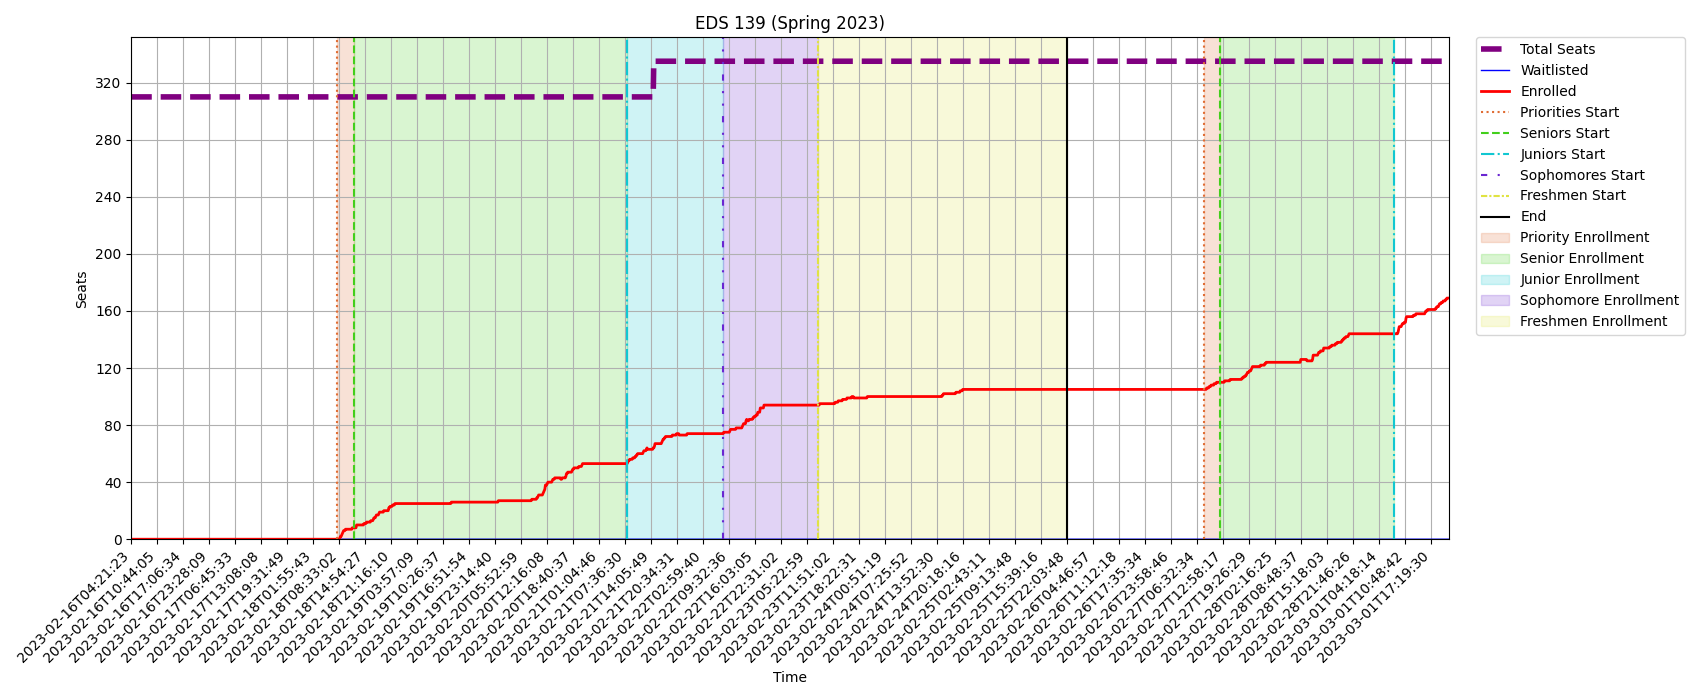 EDS 139 (Spring 2023)
Seats
320
280
240
200
160
120
80
40
0
2023-02-16T04:21:23
2023-02-16T10:44:05
2023-02-16T17:06:34
2023-02-16T23:28:09
2023-02-17T06:45:33
2023-02-17T13:08:08
2023-02-17T19:31:49
2023-02-18T01:55:43
2023-02-18T08:33:02
2023-02-18T14:54:27
2023-02-18T21:16:10
2023-02-19T03:57:09
2023-02-19T10:26:37
2023-02-19T16:51:54
2023-02-19T23:14:40
2023-02-20T05:52:59
2023-02-20T12:16:08
2023-02-20T18:40:37
2023-02-21T01:04:46
2023-02-21T07:36:30
2023-02-21T14:05:49
2023-02-21T20:34:31
2023-02-22T02:59:40
2023-02-22T09:32:36
2023-02-22T16:03:05
2023-02-22T22:31:02
2023-02-23T05:22:59
2023-02-23T11:51:02
2023-02-23T18:22:31
2023-02-24T00:51:19
2023-02-24T07:25:52
2023-02-24T13:52:30
2023-02-24T20:18:16
2023-02-25T02:43:11
2023-02-25T09:13:48
2023-02-25T15:39:16
2023-02-25T22:03:48
2023-02-26T04:46:57
2023-02-26T11:12:18
2023-02-26T17:35:34
2023-02-26T23:58:46
2023-02-27T06:32:34
2023-02-27T12:58:17
2023-02-27T19:26:29
2023-02-28T02:16:25
2023-02-28T08:48:37
2023-02-28T15:18:03
2023-02-28T21:46:26
2023-03-01T04:18:14
2023-03-01T10:48:42
2023-03-01T17:19:30
Time
Total Seats
Waitlisted
Enrolled
Priorities Start
Seniors Start
Juniors Start
Sophomores Start
Freshmen Start
End
Priority Enrollment
Senior Enrollment
Junior Enrollment
Sophomore Enrollment
Freshmen Enrollment